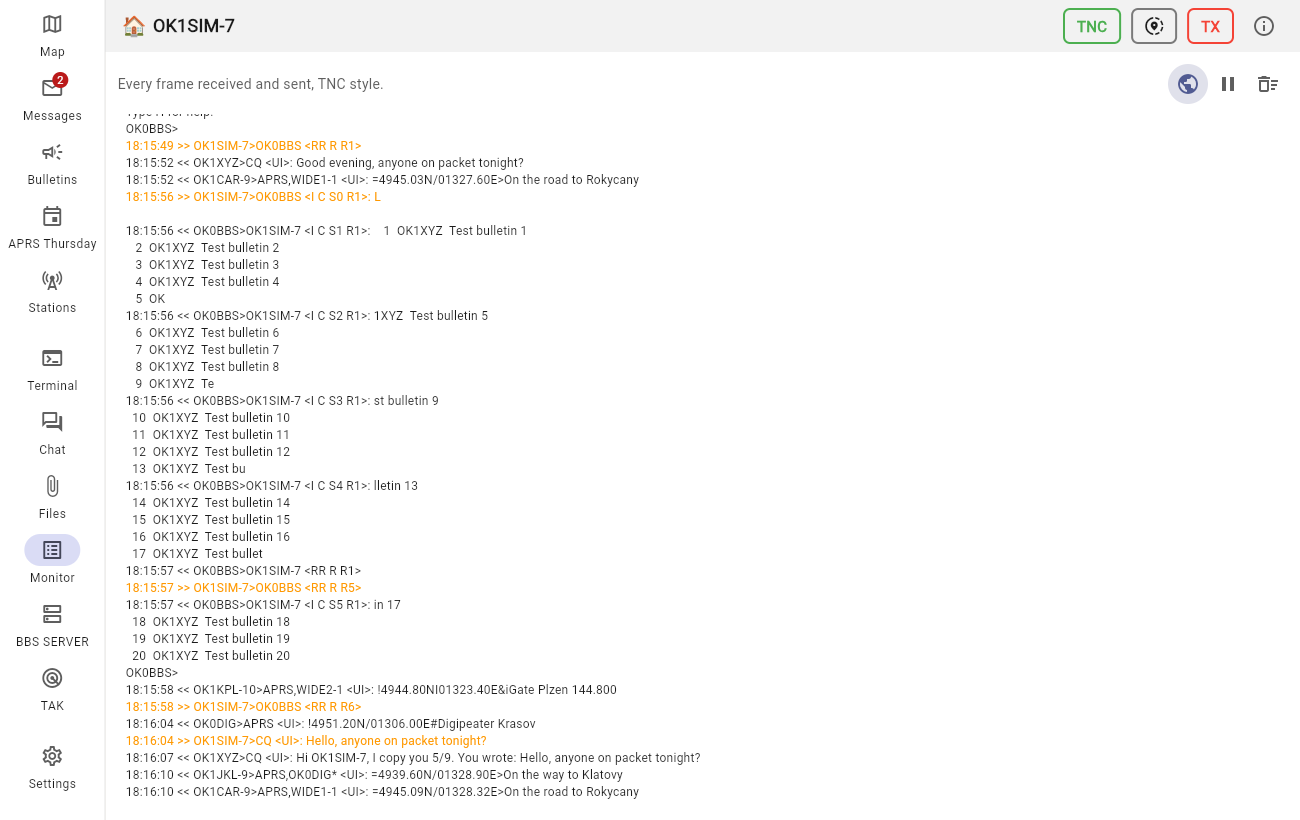 OK1SIM-7
TNC
TX
Map
2
Messages
Bulletins
APRS Thursday
Stations
Terminal
Chat
Files
Monitor
BBS SERVER
TAK
Settings
Every frame received and sent, TNC style.
OK0BBS>
18:15:49 >> OK1SIM-7>OK0BBS <RR R R1>
18:15:52 << OK1XYZ>CQ <UI>: Good evening, anyone on packet tonight?
18:15:52 << OK1CAR-9>APRS,WIDE1-1 <UI>: =4945.03N/01327.60E>On the road to Rokycany
18:15:56 >> OK1SIM-7>OK0BBS <I C S0 R1>: L
18:15:56 << OK0BBS>OK1SIM-7 <I C S1 R1>:    1  OK1XYZ  Test bulletin 1
2  OK1XYZ  Test bulletin 2
3  OK1XYZ  Test bulletin 3
4  OK1XYZ  Test bulletin 4
5  OK
18:15:56 << OK0BBS>OK1SIM-7 <I C S2 R1>: 1XYZ  Test bulletin 5
6  OK1XYZ  Test bulletin 6
7  OK1XYZ  Test bulletin 7
8  OK1XYZ  Test bulletin 8
9  OK1XYZ  Te
18:15:56 << OK0BBS>OK1SIM-7 <I C S3 R1>: st bulletin 9
10  OK1XYZ  Test bulletin 10
11  OK1XYZ  Test bulletin 11
12  OK1XYZ  Test bulletin 12
13  OK1XYZ  Test bu
18:15:56 << OK0BBS>OK1SIM-7 <I C S4 R1>: lletin 13
14  OK1XYZ  Test bulletin 14
15  OK1XYZ  Test bulletin 15
16  OK1XYZ  Test bulletin 16
17  OK1XYZ  Test bullet
18:15:57 << OK0BBS>OK1SIM-7 <RR R R1>
18:15:57 >> OK1SIM-7>OK0BBS <RR R R5>
18:15:57 << OK0BBS>OK1SIM-7 <I C S5 R1>: in 17
18  OK1XYZ  Test bulletin 18
19  OK1XYZ  Test bulletin 19
20  OK1XYZ  Test bulletin 20
OK0BBS>
18:15:58 << OK1KPL-10>APRS,WIDE2-1 <UI>: !4944.80NI01323.40E&iGate Plzen 144.800
18:15:58 >> OK1SIM-7>OK0BBS <RR R R6>
18:16:04 << OK0DIG>APRS <UI>: !4951.20N/01306.00E#Digipeater Krasov
18:16:04 >> OK1SIM-7>CQ <UI>: Hello, anyone on packet tonight?
18:16:07 << OK1XYZ>CQ <UI>: Hi OK1SIM-7, I copy you 5/9. You wrote: Hello, anyone on packet tonight?
18:16:10 << OK1JKL-9>APRS,OK0DIG* <UI>: =4939.60N/01328.90E>On the way to Klatovy
18:16:10 << OK1CAR-9>APRS,WIDE1-1 <UI>: =4945.09N/01328.32E>On the road to Rokycany